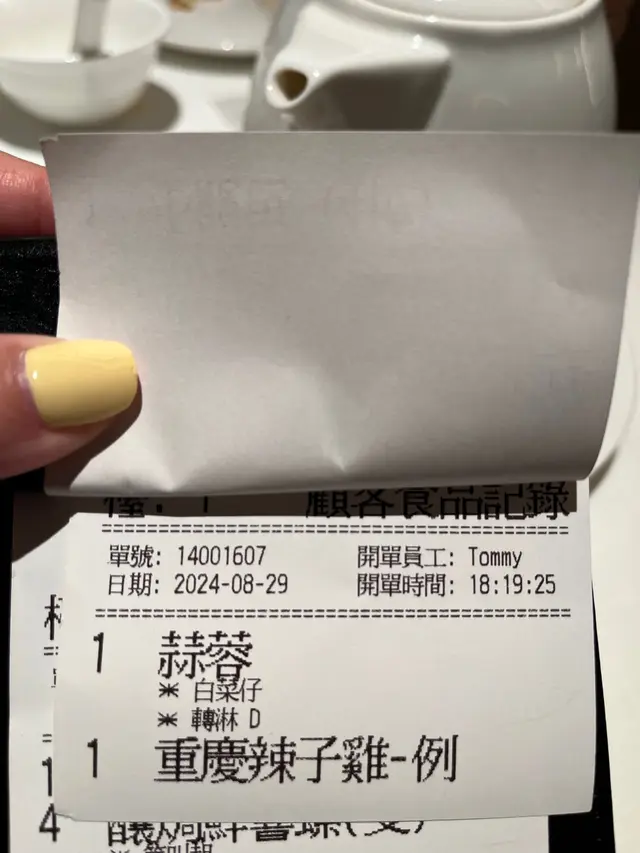 顧客食品記錄
單號: 14001607 開單員工: Tommy
日期: 2024-08-29 開單時間: 18:19:25
1 蒜蓉
* 白菜仔
* 轉淋 D
1 重慶辣子雞-例
1
4